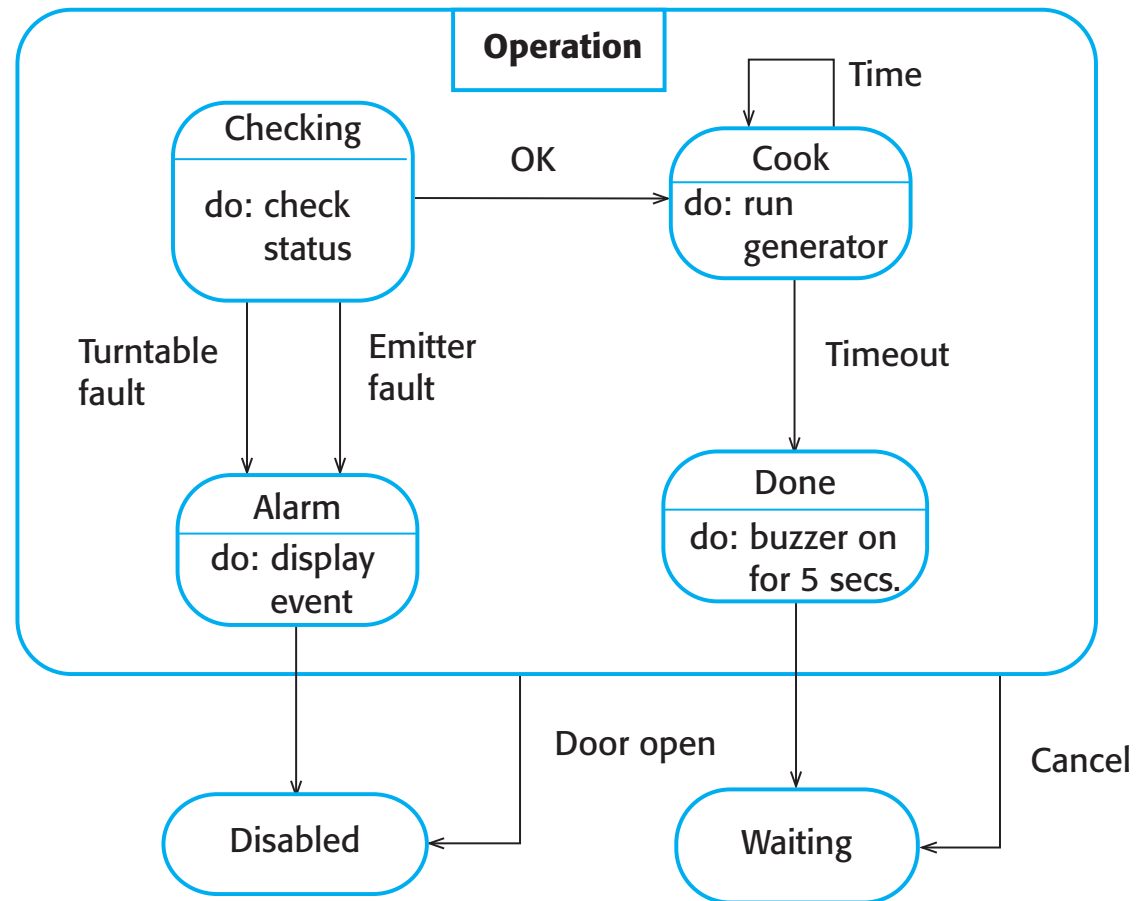 Operation
Time
Checking
do: check
status
OK
Cook
do: run
generator
Turntable
fault
Emitter
fault
Timeout
Alarm
do: display
event
Done
do: buzzer on
for 5 secs.
Door open
Cancel
Disabled
Waiting